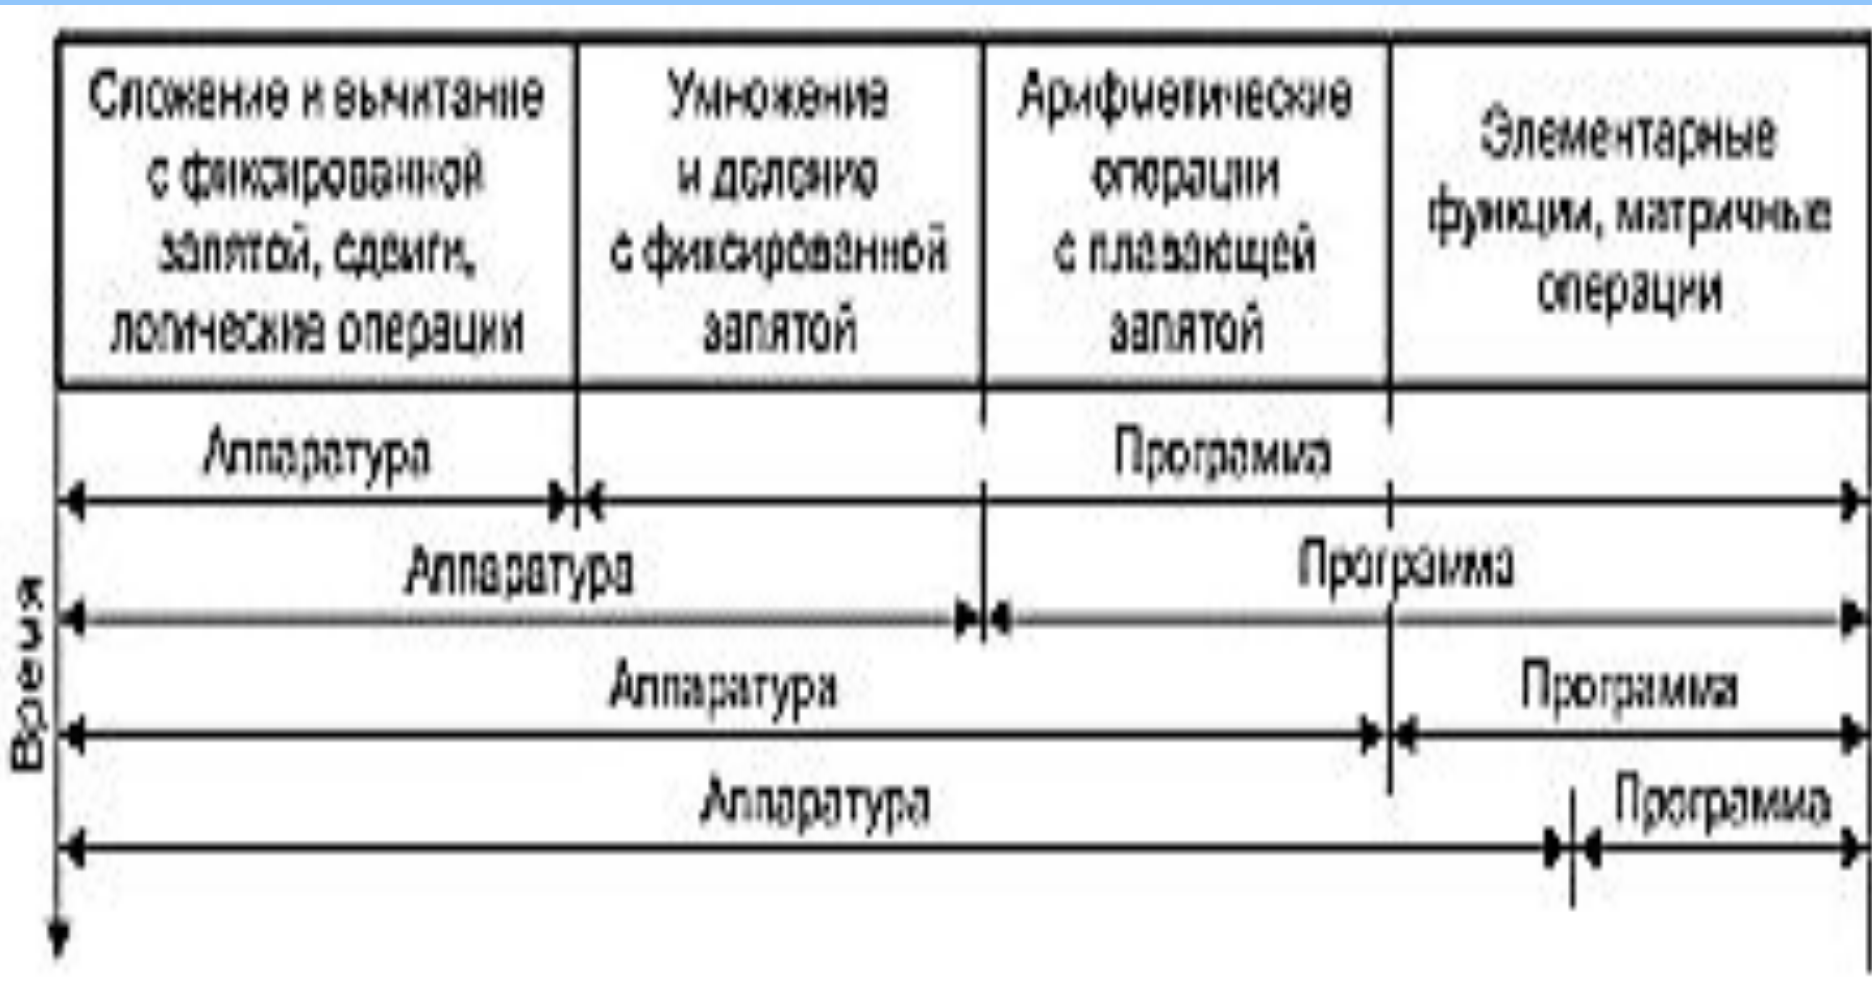 Сложение и вычитание
с фиксированной
запятой, сдвиги,
логические операции
Умножение
и деление
с фиксированной
запятой
Арифметические
операции
с плавающей
запятой
Элементарные
функции, матричные
операции
Аппаратура
Программа
Аппаратура
Программа
Аппаратура
Программа
Аппаратура
Программа
Время